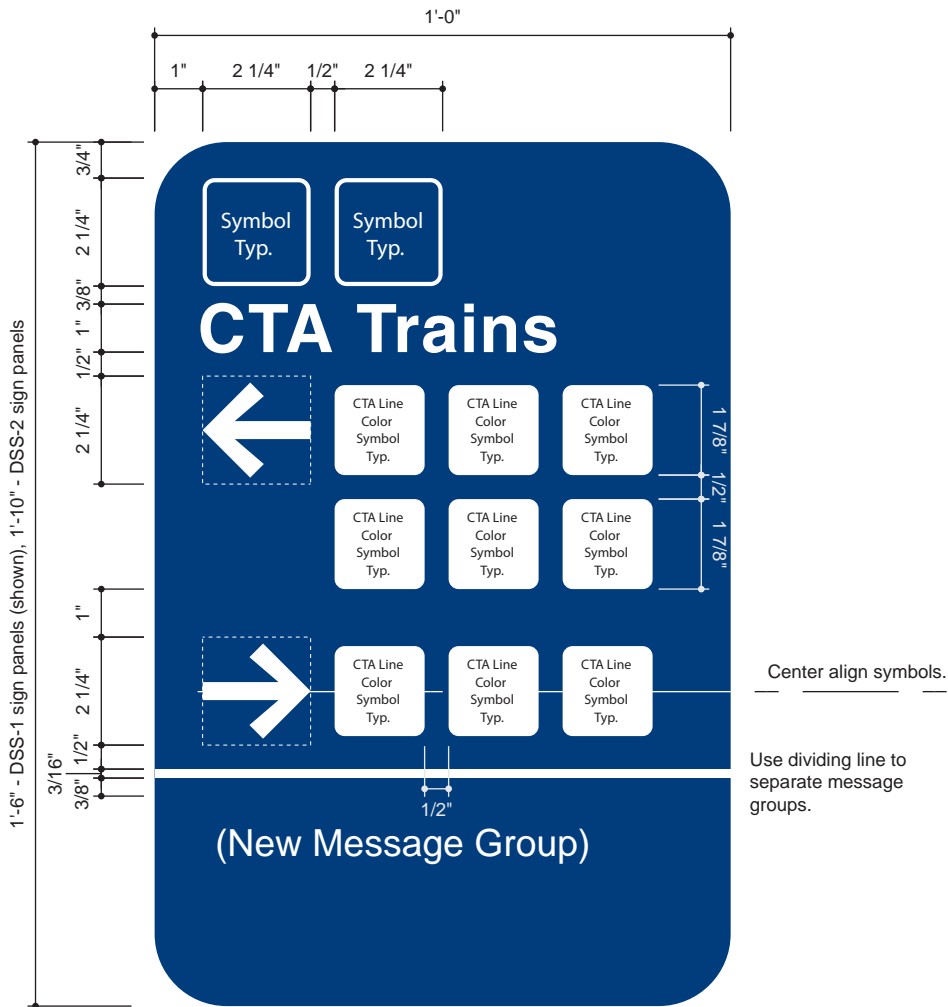 1'-0"
1"
2 1/4"
1/2"
2 1/4"
1'-6" - DSS-1 sign panels (shown), 1'-10" - DSS-2 sign panels
3/4"
2 1/4"
3/8"
1"
1/2"
2 1/4"
1"
2 1/4"
1/2"
3/16"
3/8"
Symbol
Typ.
Symbol
Typ.
CTA Trains
CTA Line
Color
Symbol
Typ.
CTA Line
Color
Symbol
Typ.
CTA Line
Color
Symbol
Typ.
1 7/8"
1/2"
1 7/8"
CTA Line
Color
Symbol
Typ.
CTA Line
Color
Symbol
Typ.
CTA Line
Color
Symbol
Typ.
CTA Line
Color
Symbol
Typ.
CTA Line
Color
Symbol
Typ.
CTA Line
Color
Symbol
Typ.
Center align symbols.
Use dividing line to
separate message
groups.
1/2"
(New Message Group)